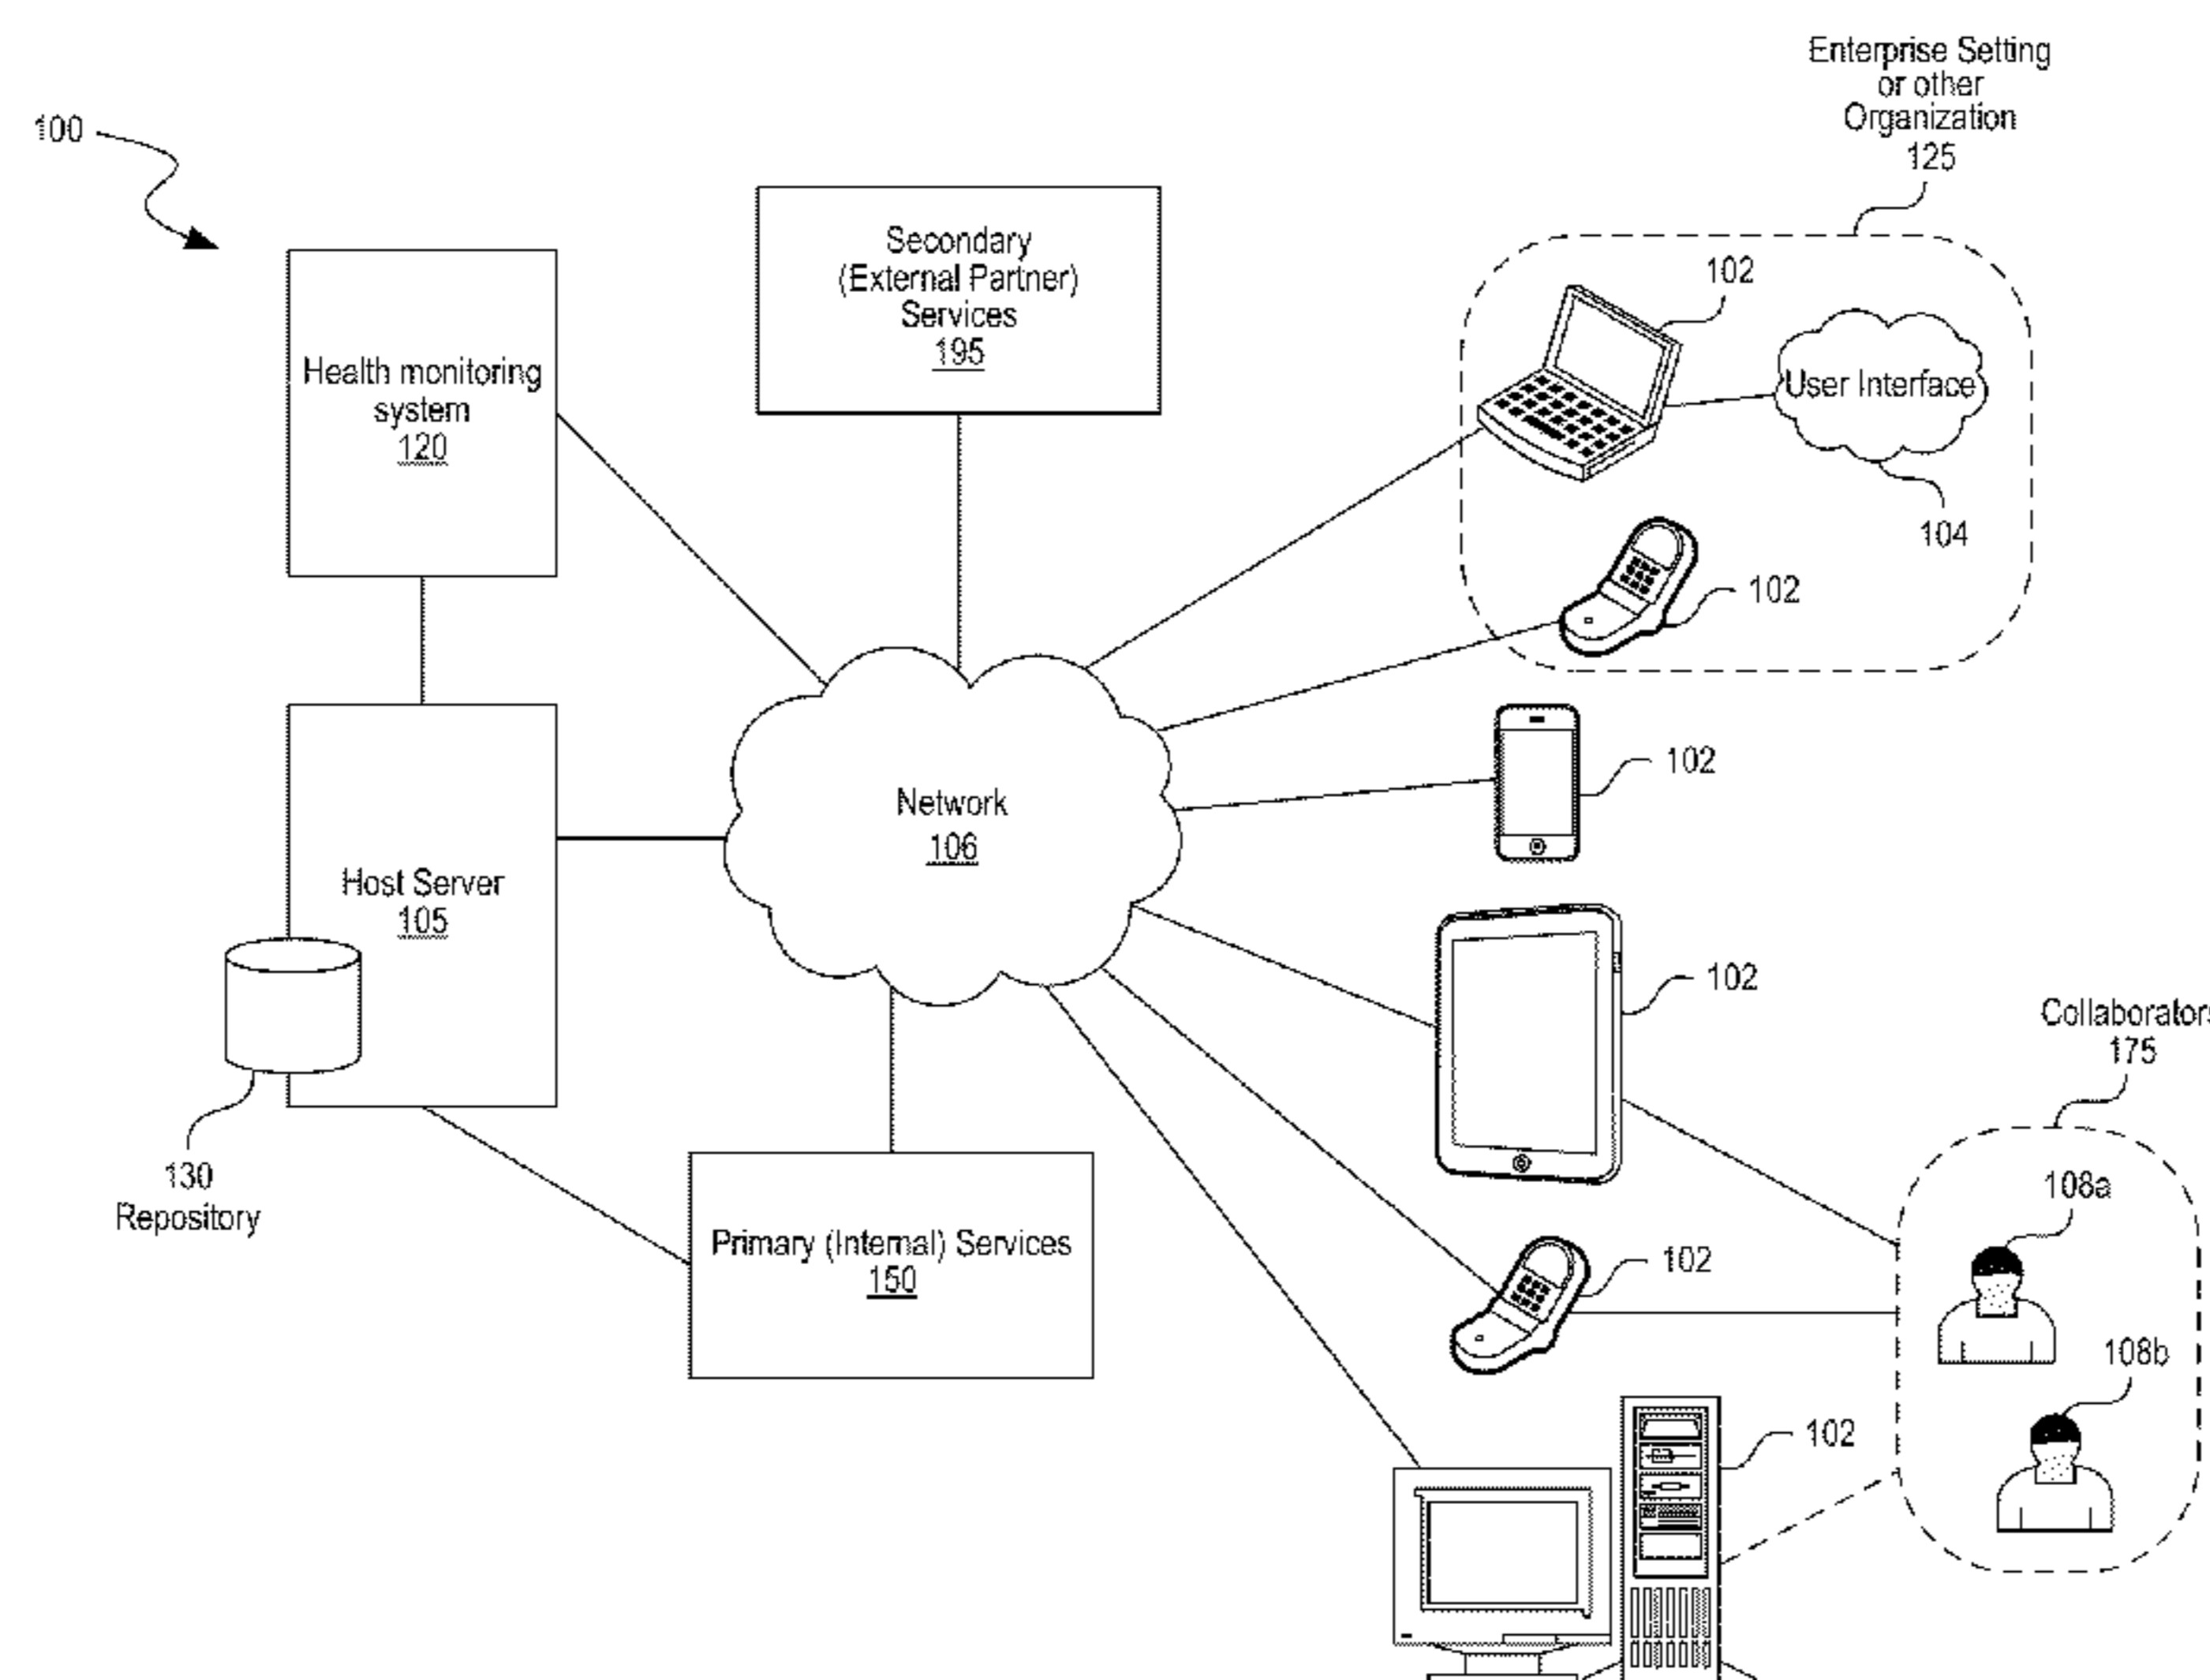 Enterprise Setting
or other
Organization
125
100
Secondary
(External Partner)
Services
195
102
User Interface
104
102
Health monitoring
system
120
102
Network
106
Host Server
105
102
Collaborators
175
130
Repository
108a
Primary (Internal) Services
150
102
108b
102